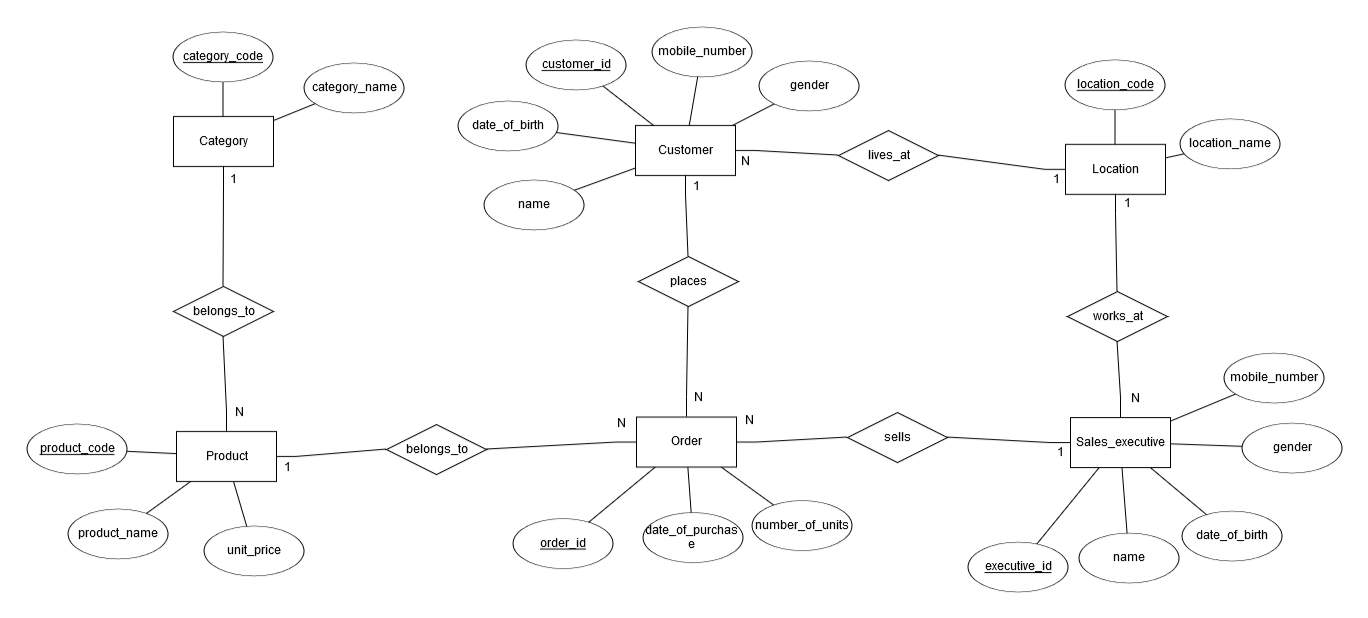 category_code
category_name
Category
1
belongs_to
N
customer_id
mobile_number
gender
date_of_birth
name
Customer
N
lives_at
1
location_code
location_name
Location
1
1
places
N
works_at
N
product_code
Product
product_name
unit_price
1
belongs_to
N
Order
N
order_id
date_of_purchas
e
number_of_units
sells
1
Sales_executive
mobile_number
gender
date_of_birth
name
executive_id